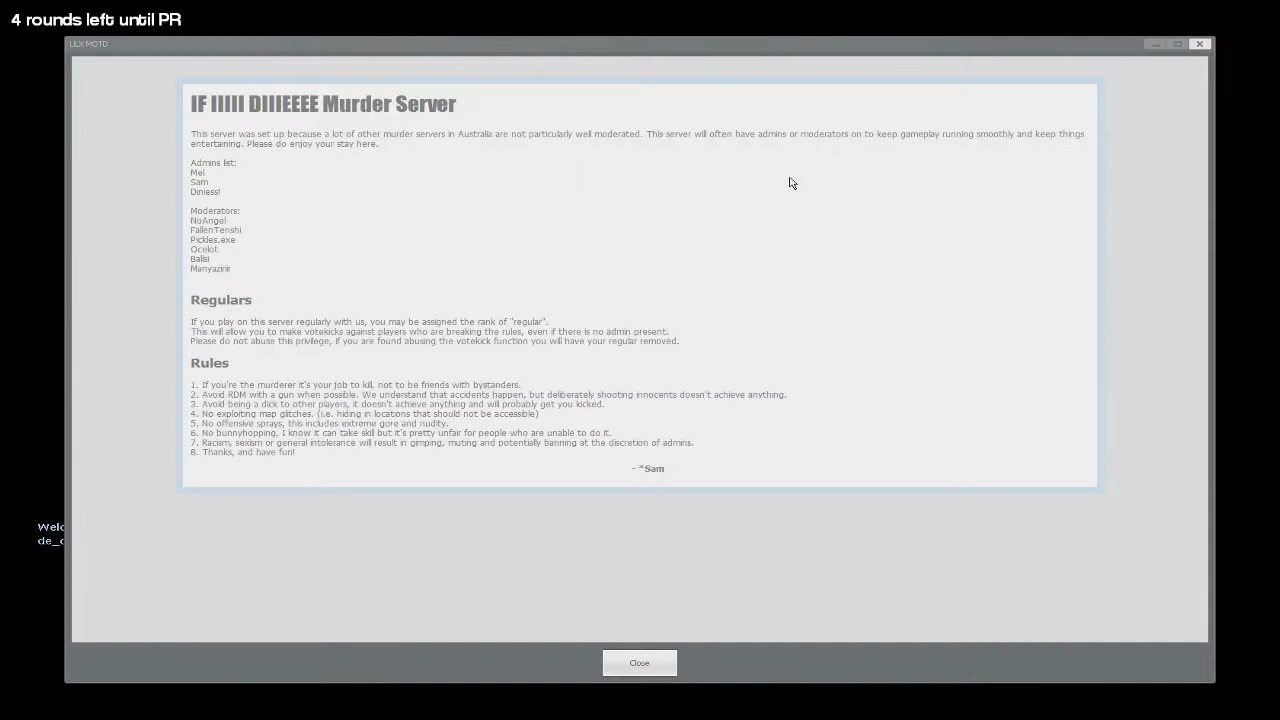 4 rounds left until PR
ULX MOTD
IF IIIII DIIIEEEE Murder Server
This server was set up because a lot of other murder servers in Australia are not particularly well moderated. This server will often have admins or moderators on to keep gameplay running smoothly and keep things
entertaining. Please do enjoy your stay here.
Admins list:
Mel
Sam
Diniess!
Moderators:
NoAngel
FallenTenshi
Pickles.exe
Ocelot
Balisi
Manyazirir
Regulars
If you play on this server regularly with us, you may be assigned the rank of "regular".
This will allow you to make votekicks against players who are breaking the rules, even if there is no admin present.
Please do not abuse this privilege, if you are found abusing the votekick function you will have your regular removed.
Rules
1. If you're the murderer it's your job to kill, not to be friends with bystanders.
2. Avoid RDM with a gun when possible. We understand that accidents happen, but deliberately shooting innocents doesn't achieve anything.
3. Avoid being a dick to other players, it doesn't achieve anything and will probably get you kicked.
4. No exploiting map glitches. (i.e. hiding in locations that should not be accessible)
5. No offensive sprays, this includes extreme gore and nudity.
6. No bunnyhopping, I know it can take skill but it's pretty unfair for people who are unable to do it.
7. Racism, sexism or general intolerance will result in gimping, muting and potentially banning at the discretion of admins.
8. Thanks, and have fun!
- *Sam
Welc
de_c
Close